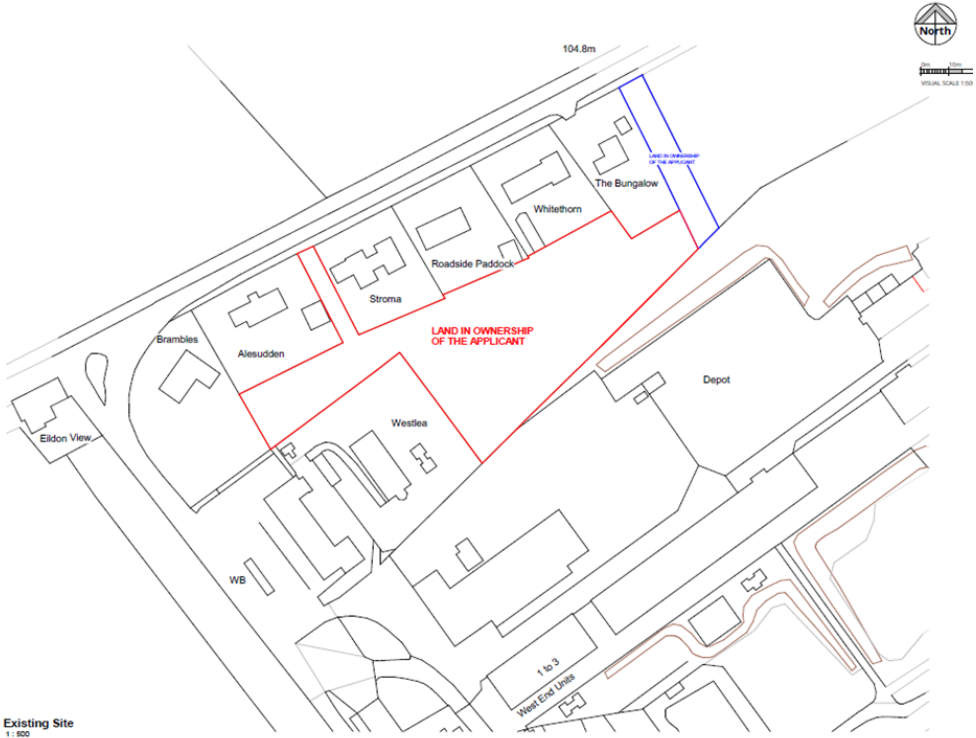 104.8m
North
0m 10m
VISUAL SCALE 1:500
LAND IN OWNERSHIP
OF THE APPLICANT
The Bungalow
Whitethorn
Roadside Paddock
Stroma
LAND IN OWNERSHIP
OF THE APPLICANT
Brambles
Alesudden
Depot
Westlea
Eildon View
WB
1 to 3
West End Units
Existing Site
1 : 500